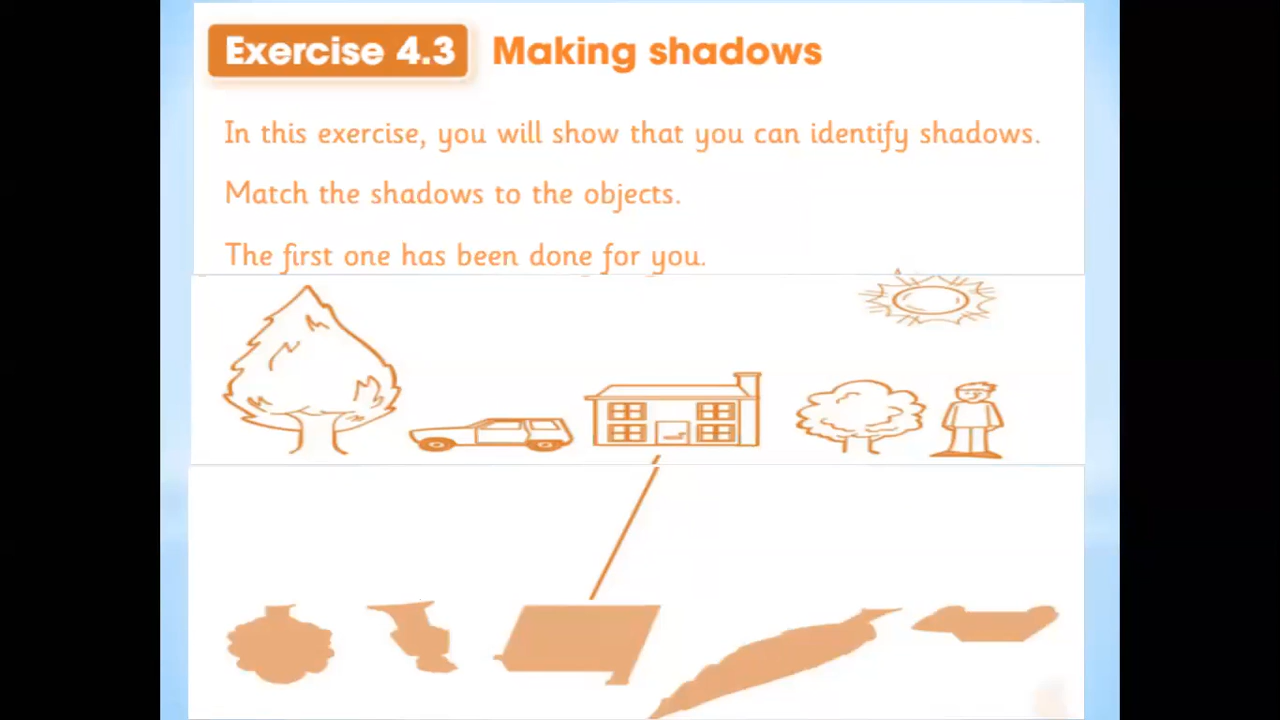 Exercise 4.3 Making shadows
In this exercise, you will show that you can identify shadows.
Match the shadows to the objects.
The first one has been done for you.